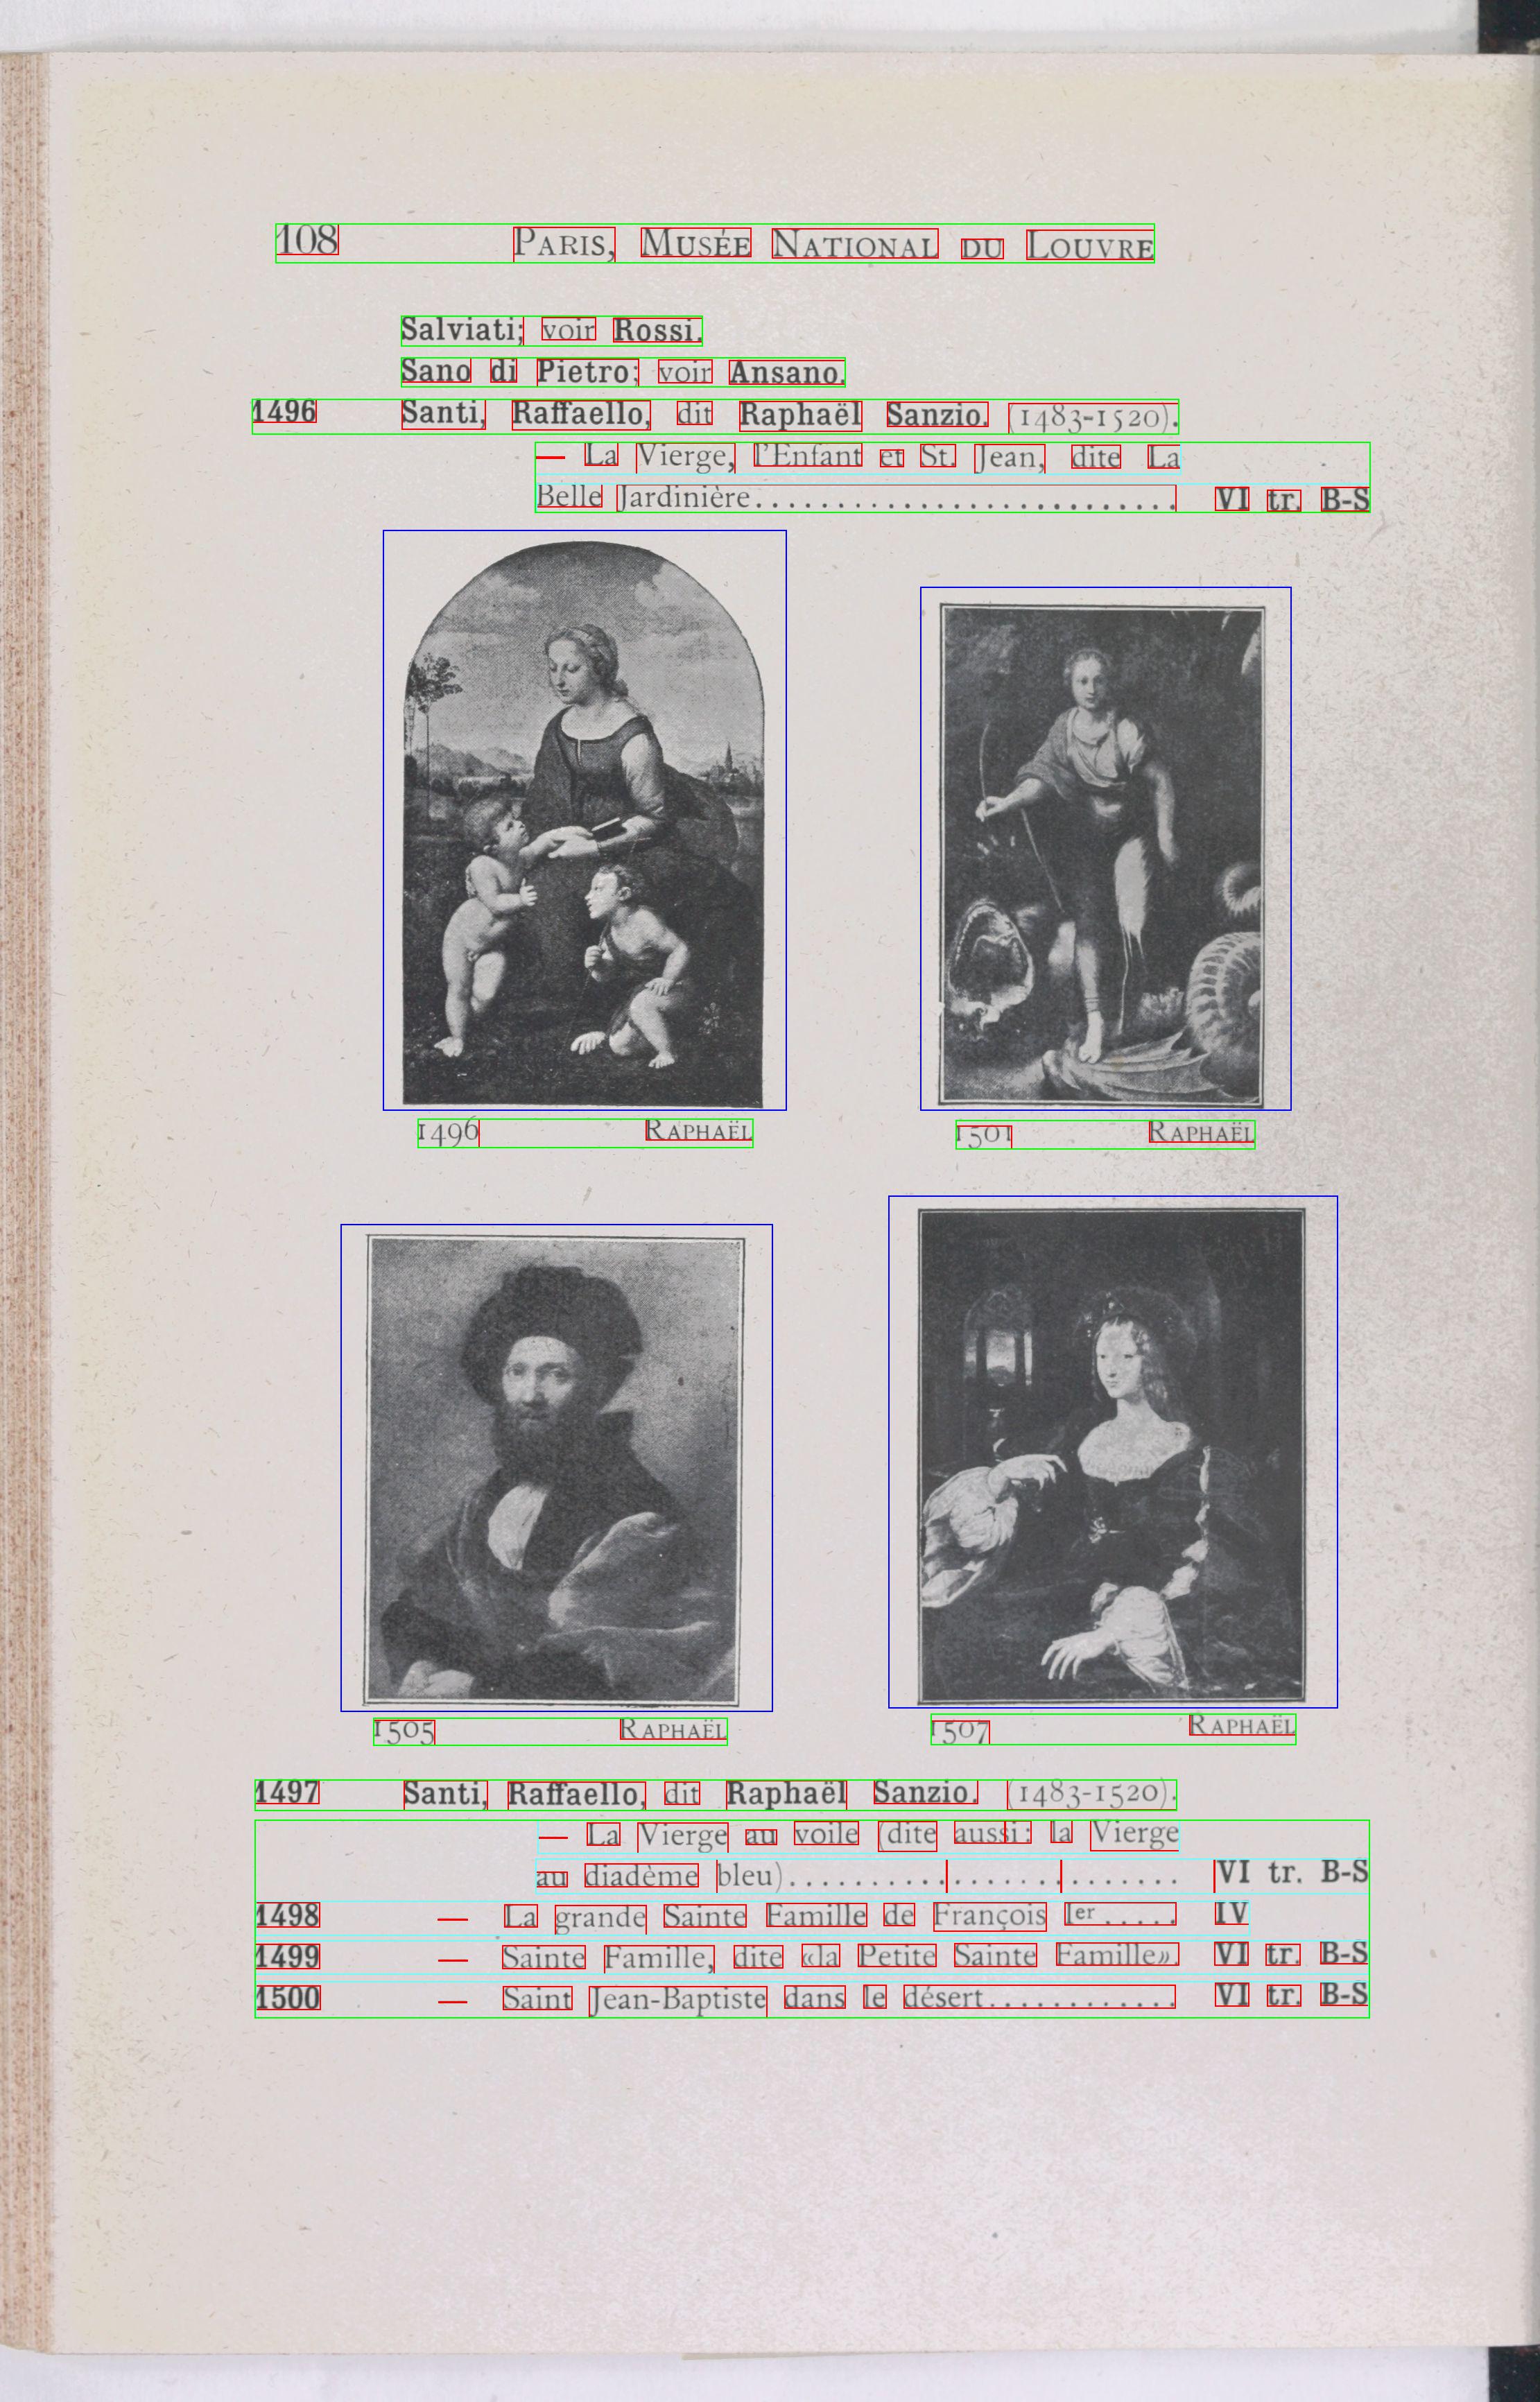 108 PARIS, MUSÉE NATIONAL DU LOUVRE
Salviati; voir Rossi.
Sano di Pietro; voir Ansano.
1496 Santi, Raffaello, dit Raphaël Sanzio. (1483-1520).
— La Vierge, l'Enfant et St. Jean, dite La
Belle Jardinière.......................... VI tr. B-S
1496 RAPHAËL
1501 RAPHAËL
1505 RAPHAËL
1507 RAPHAËL
1497 Santi, Raffaello, dit Raphaël Sanzio. (1483-1520).
— La Vierge au voile (dite aussi: la Vierge
au diadème bleu)........................ VI tr. B-S
1498 — La grande Sainte Famille de François Ier..... IV
1499 — Sainte Famille, dite «la Petite Sainte Famille». VI tr. B-S
1500 — Saint Jean-Baptiste dans le désert............ VI tr. B-S